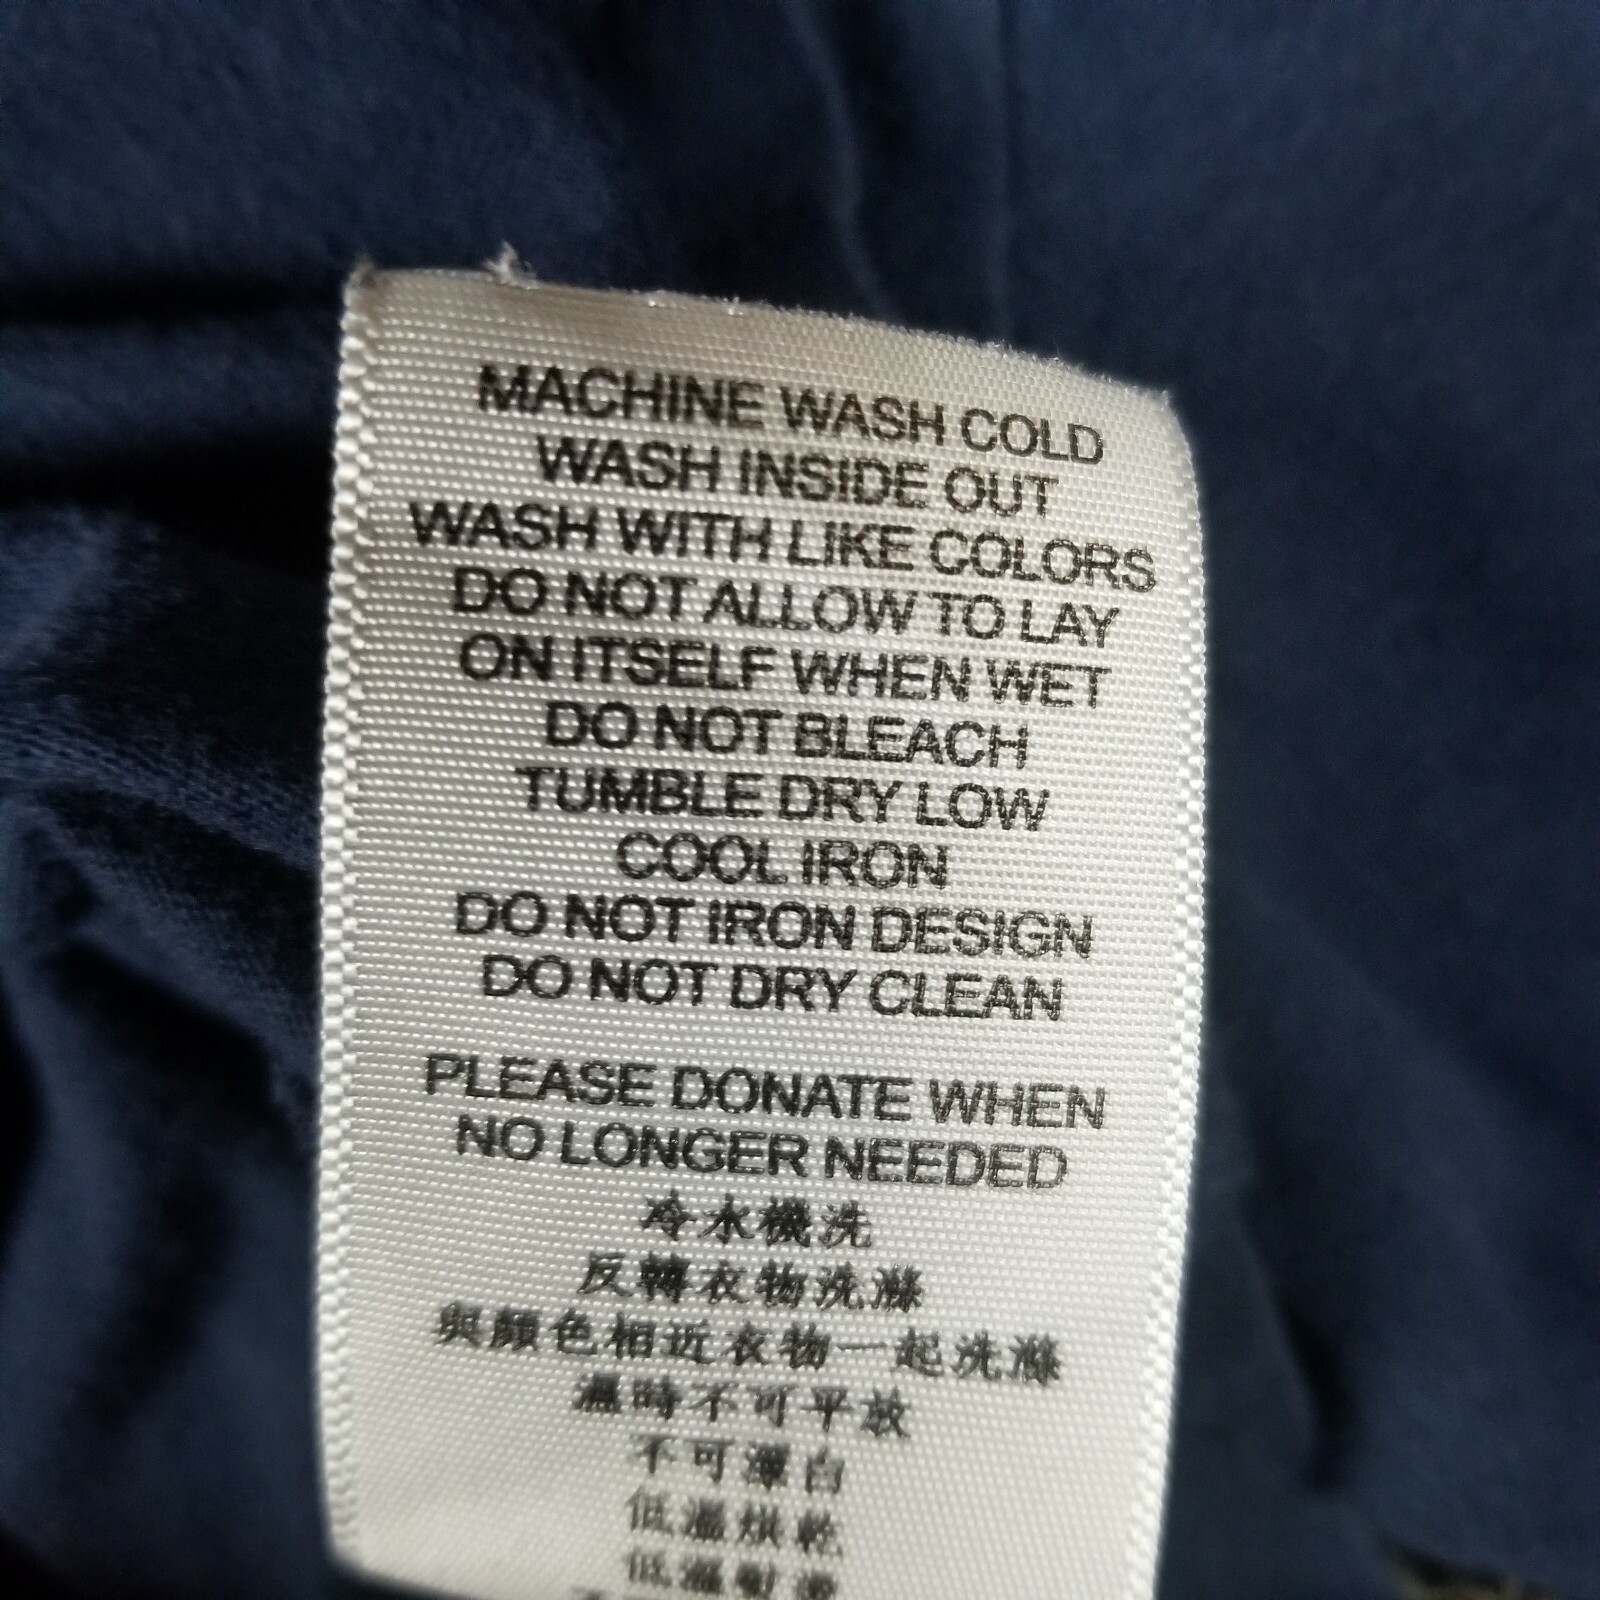 MACHINE WASH COLD
WASH INSIDE OUT
WASH WITH LIKE COLORS
DO NOT ALLOW TO LAY
ON ITSELF WHEN WET
DO NOT BLEACH
TUMBLE DRY LOW
COOL IRON
DO NOT IRON DESIGN
DO NOT DRY CLEAN
PLEASE DONATE WHEN
NO LONGER NEEDED
冷水機洗
反轉衣物洗滌
與顏色相近衣物一起洗滌
濕時不可平放
不可漂白
低溫烘乾
低溫熨燙